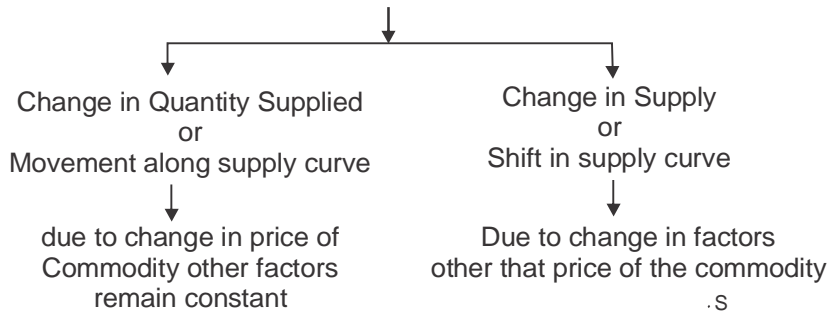 Change in Quantity Supplied
or
Movement along supply curve
due to change in price of
Commodity other factors
remain constant
Change in Supply
or
Shift in supply curve
Due to change in factors
other that price of the commodity
. S